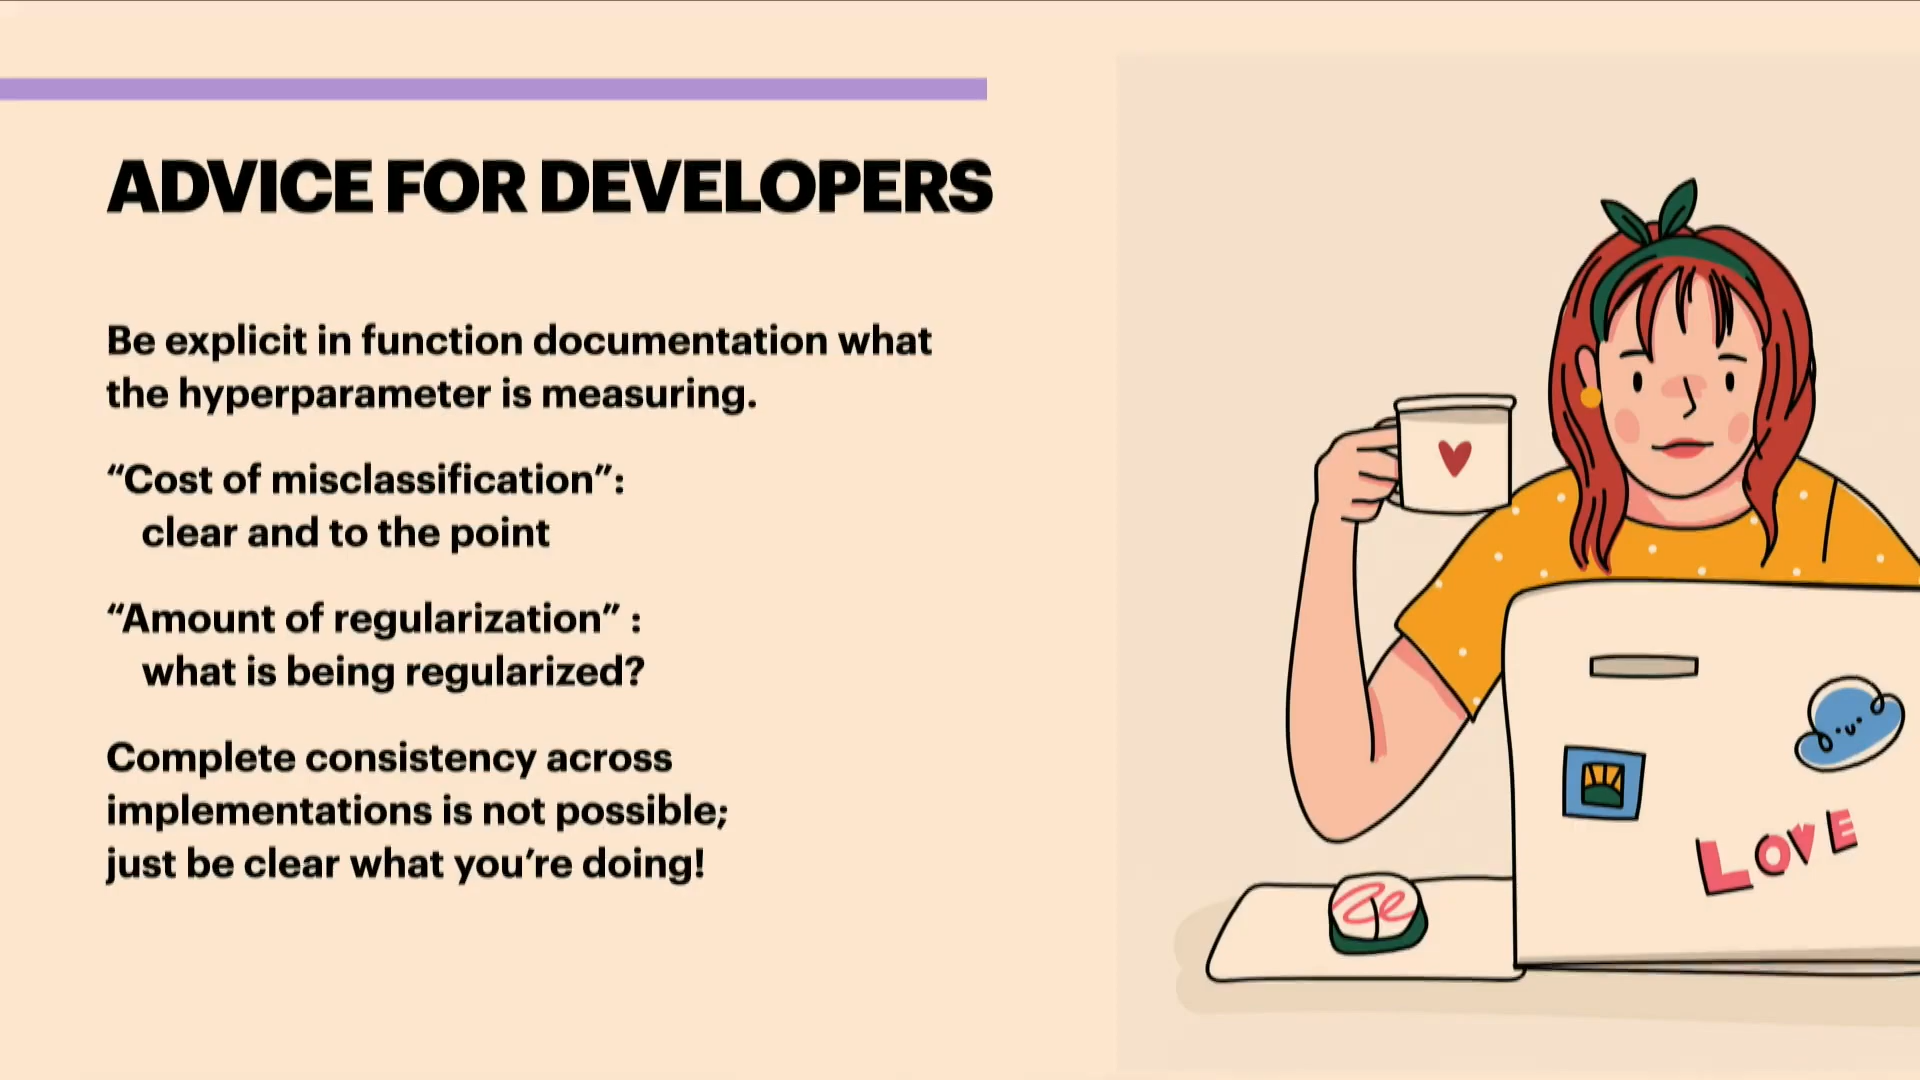 ADVICE FOR DEVELOPERS
Be explicit in function documentation what
the hyperparameter is measuring.
“Cost of misclassification”:
clear and to the point
“Amount of regularization” :
what is being regularized?
Complete consistency across
implementations is not possible;
just be clear what you’re doing!
LOVE